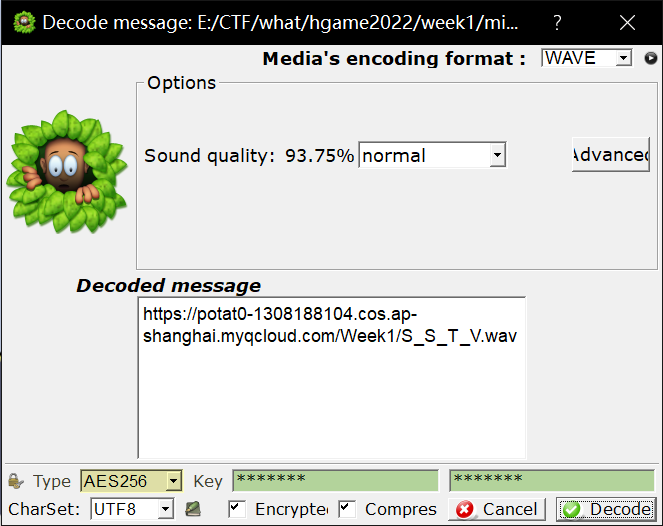 Decode message: E:/CTF/what/hgame2022/week1/mi... ?
Media's encoding format : WAVE
Options
Sound quality: 93.75% normal Advanced
Decoded message
https://potat0-1308188104.cos.ap-
shanghai.myqcloud.com/Week1/S_S_T_V.wav
Type AES256 Key ******* *******
CharSet: UTF8 Encrypted Compres Cancel Decode